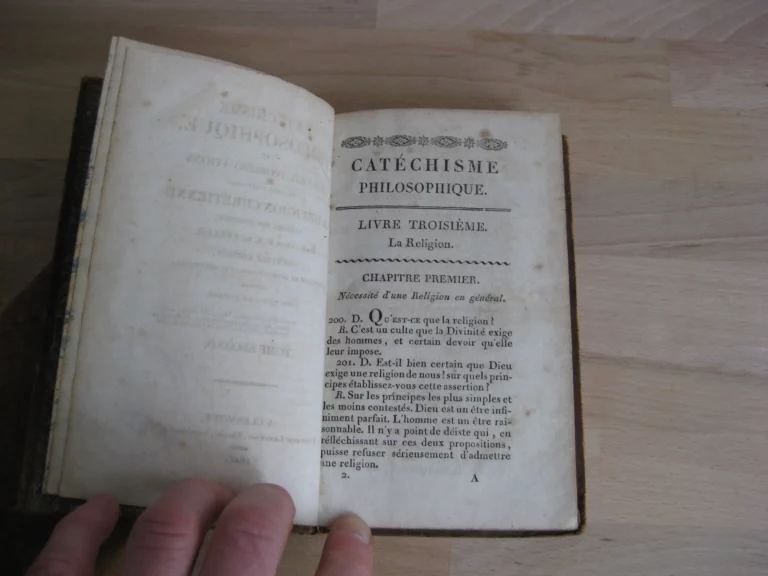 CATÉCHISME
PHILOSOPHIQUE.
LIVRE TROISIÈME.
La Religion.
CHAPITRE PREMIER.
Nécessité d'une Religion en général.
200. D. QU'EST-CE que la religion ?
R. C'est un culte que la Divinité exige
des hommes, et certain devoir qu'elle
leur impose.
201. D. Est-il bien certain que Dieu
exige une religion de nous ! sur quels prin-
cipes établissez-vous cette assertion ?
R. Sur les principes les plus simples et
les moins contestés. Dieu est un être infi-
niment parfait. L'homme est un être rai-
sonnable. Il n'y a point de déiste qui, en
réfléchissant sur ces deux propositions,
puisse refuser sérieusement d'admettre
une religion.
2. A